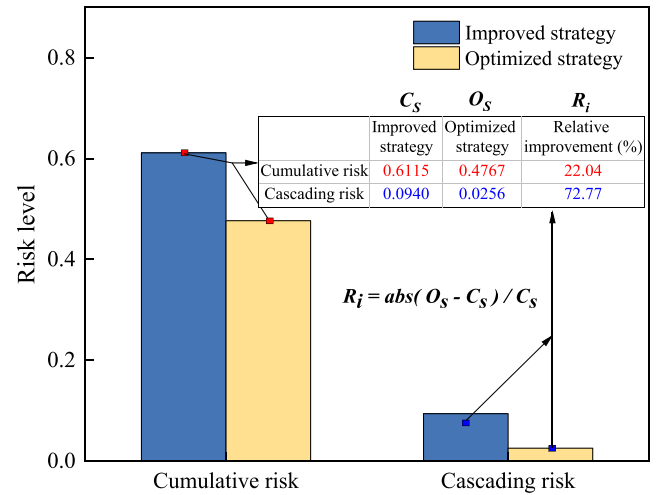 Improved strategy
Optimized strategy
C_S O_S R_i
Improved strategy Optimized strategy Relative improvement (%)
Cumulative risk 0.6115 0.4767 22.04
Cascading risk 0.0940 0.0256 72.77
R_i = abs( O_S - C_S ) / C_S
Risk level
0.8
0.6
0.4
0.2
0.0
Cumulative risk Cascading risk